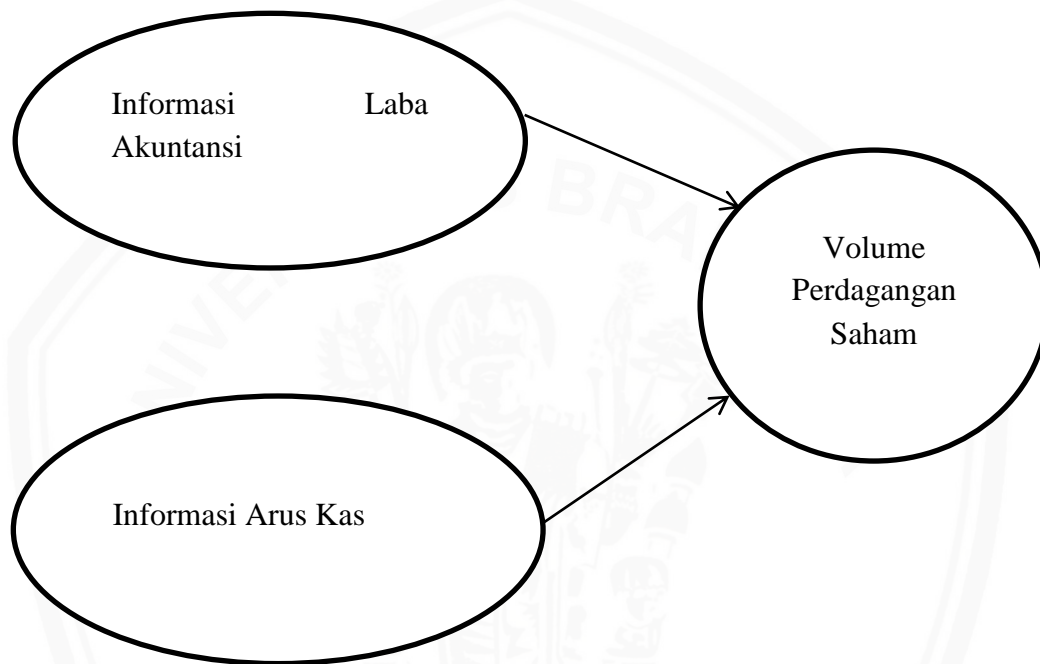 Informasi Laba
Akuntansi
Volume
Perdagangan
Saham
Informasi Arus Kas